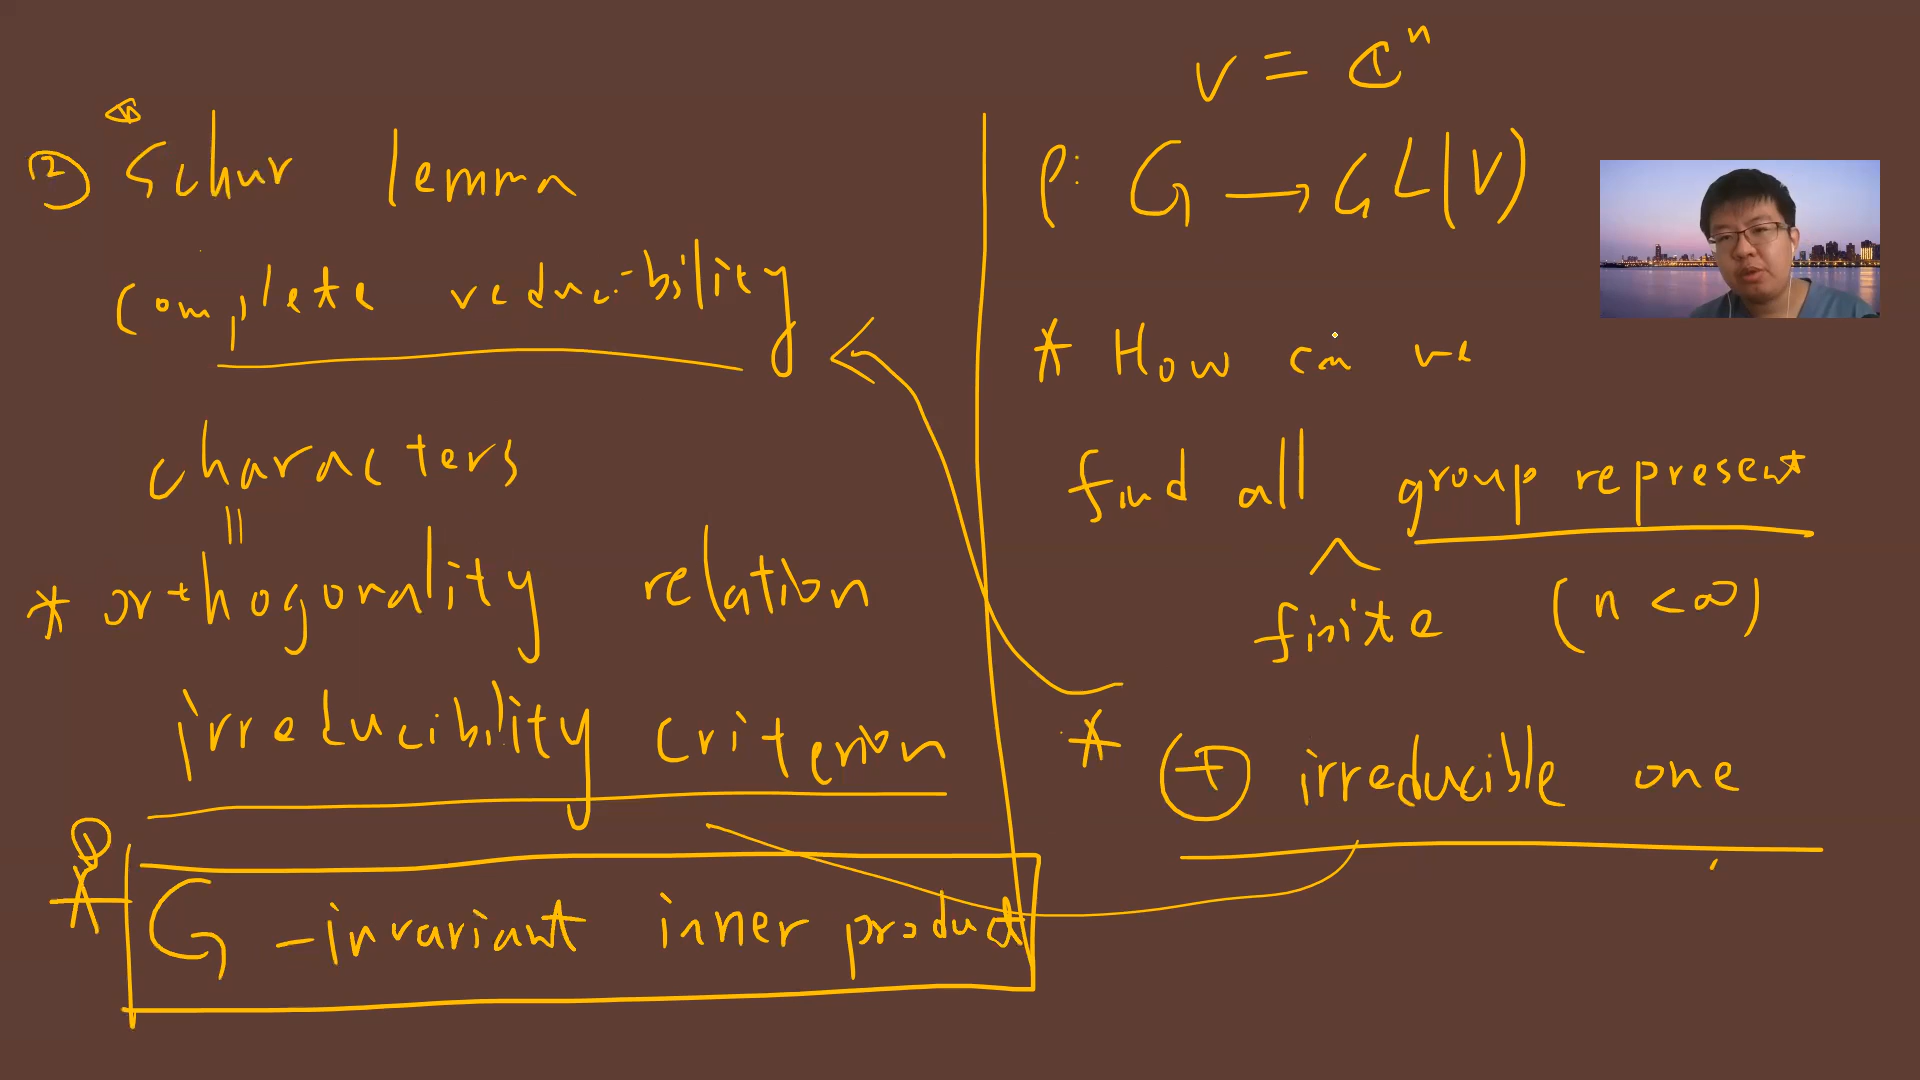 ② Schur lemma
complete reducibility
characters
=
* orthogonality relation
irreducibility criterion
G-invariant inner product
V = ℂⁿ
ρ: G → GL(V)
* How can we
find all group represent
^
finite (n < ∞)
* ⊕ irreducible one